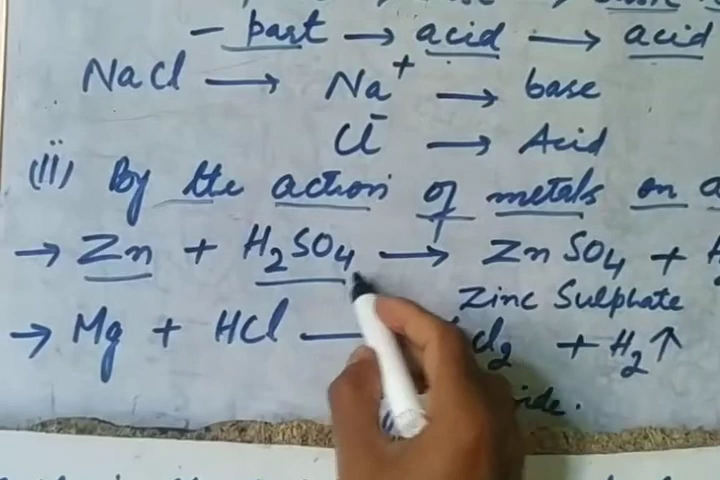 – part → acid → acid
NaCl → Na⁺ → base
Cl⁻ → Acid
(ii) By the action of metals on
→ Zn + H₂SO₄ → ZnSO₄ + H
Zinc Sulphate
→ Mg + HCl — Cl₂ + H₂↑
ide.